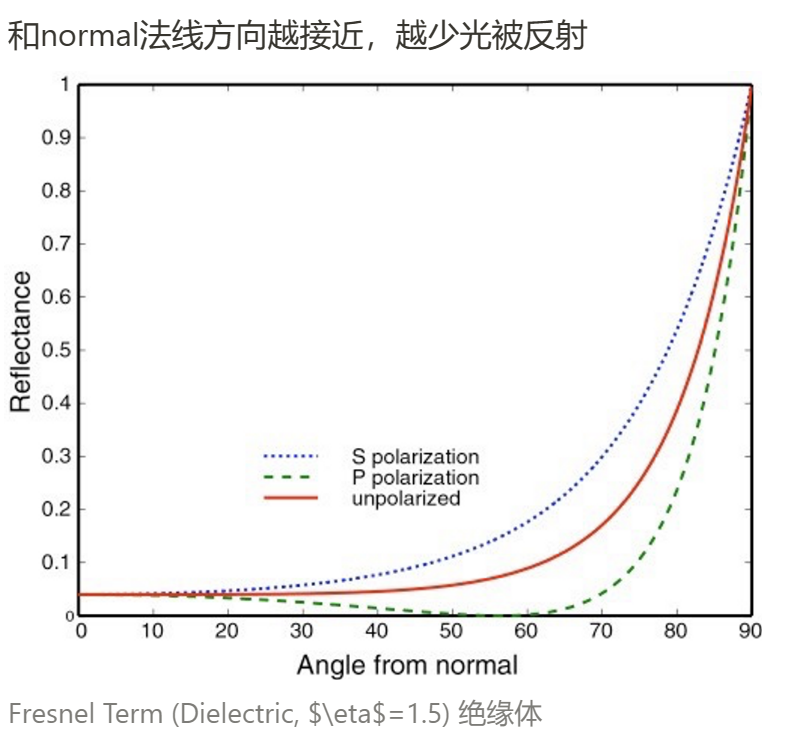 和normal法线方向越接近，越少光被反射
1
0.9
0.8
0.7
0.6
0.5
0.4
0.3
0.2
0.1
0
Reflectance
S polarization
P polarization
unpolarized
0 10 20 30 40 50 60 70 80 90
Angle from normal
Fresnel Term (Dielectric, $\eta$=1.5) 绝缘体